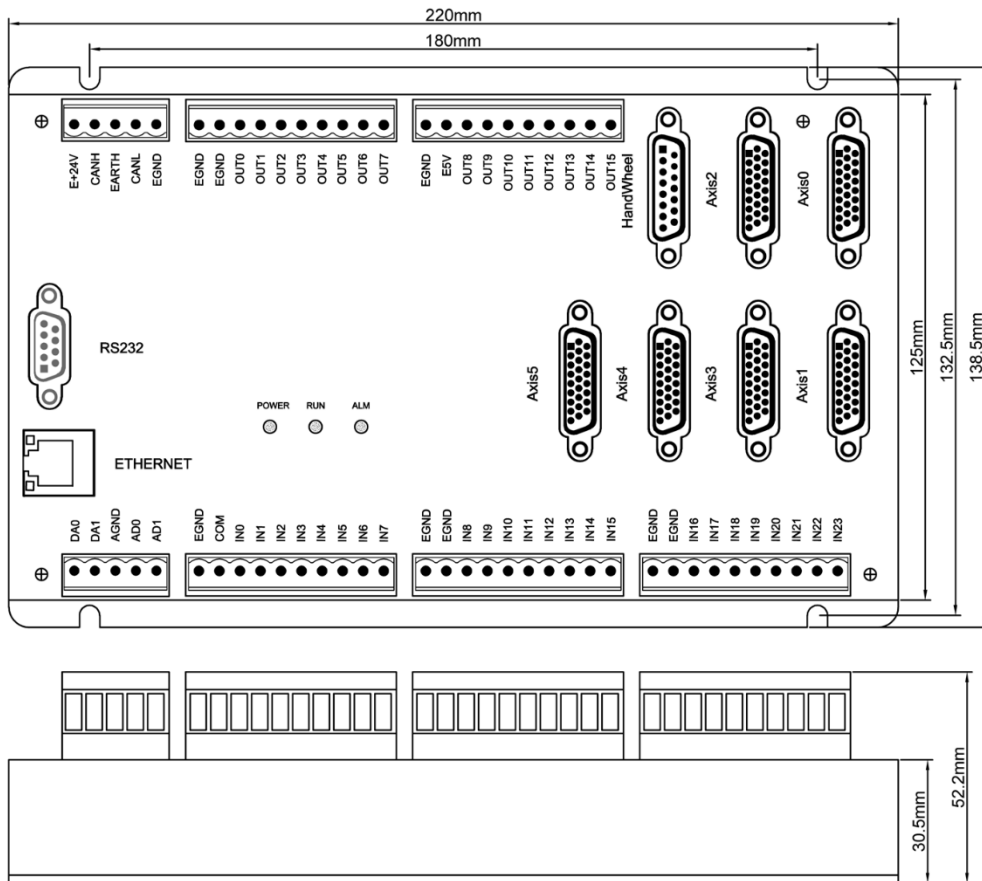 220mm
180mm
E+24V
CANH
EARTH
CANL
EGND
EGND
EGND
OUT0
OUT1
OUT2
OUT3
OUT4
OUT5
OUT6
OUT7
EGND
E5V
OUT8
OUT9
OUT10
OUT11
OUT12
OUT13
OUT14
OUT15
HandWheel
Axis2
Axis0
RS232
Axis5
Axis4
Axis3
Axis1
125mm
132.5mm
138.5mm
POWER
RUN
ALM
ETHERNET
DA0
DA1
AGND
AD0
AD1
EGND
COM
IN0
IN1
IN2
IN3
IN4
IN5
IN6
IN7
EGND
EGND
IN8
IN9
IN10
IN11
IN12
IN13
IN14
IN15
EGND
EGND
IN16
IN17
IN18
IN19
IN20
IN21
IN22
IN23
30.5mm
52.2mm